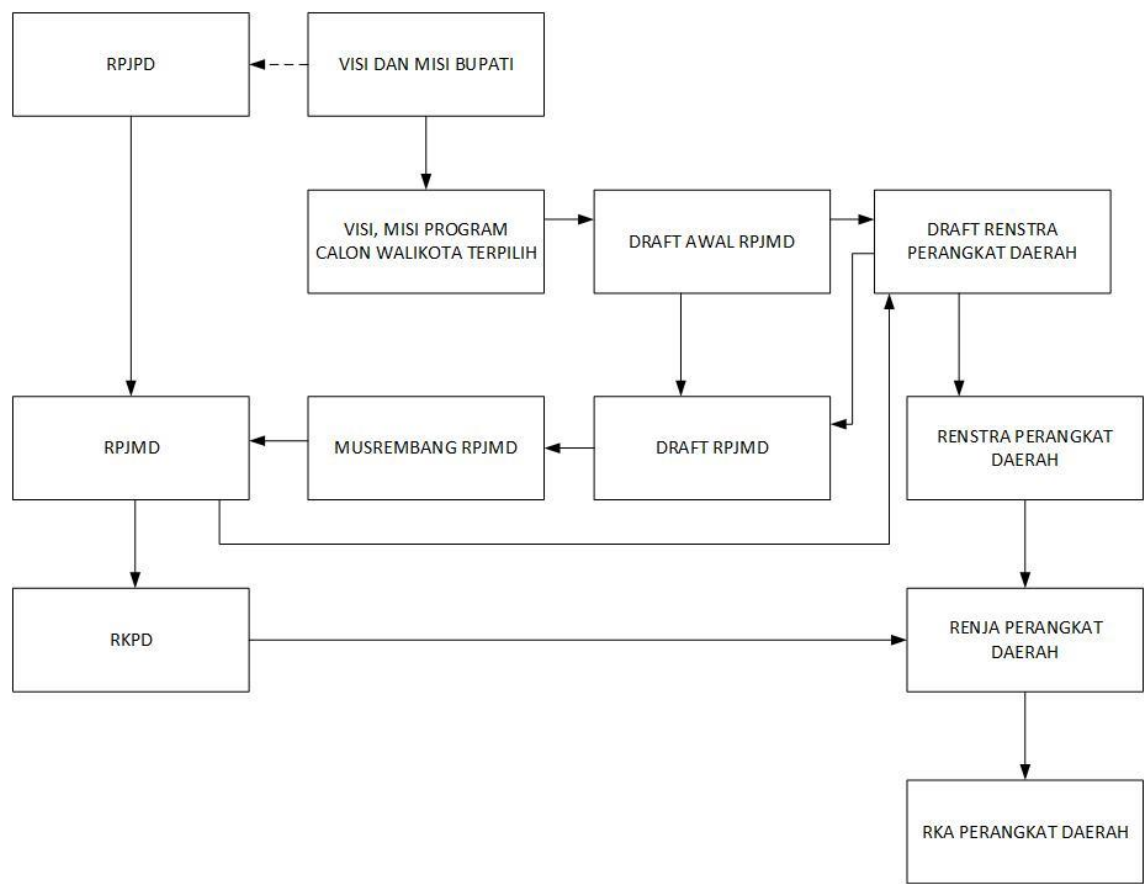 RPJPD
VISI DAN MISI BUPATI
VISI, MISI PROGRAM
CALON WALIKOTA TERPILIH
DRAFT AWAL RPJMD
DRAFT RENSTRA
PERANGKAT DAERAH
RPJMD
MUSREMBANG RPJMD
DRAFT RPJMD
RENSTRA PERANGKAT
DAERAH
RKPD
RENJA PERANGKAT
DAERAH
RKA PERANGKAT DAERAH